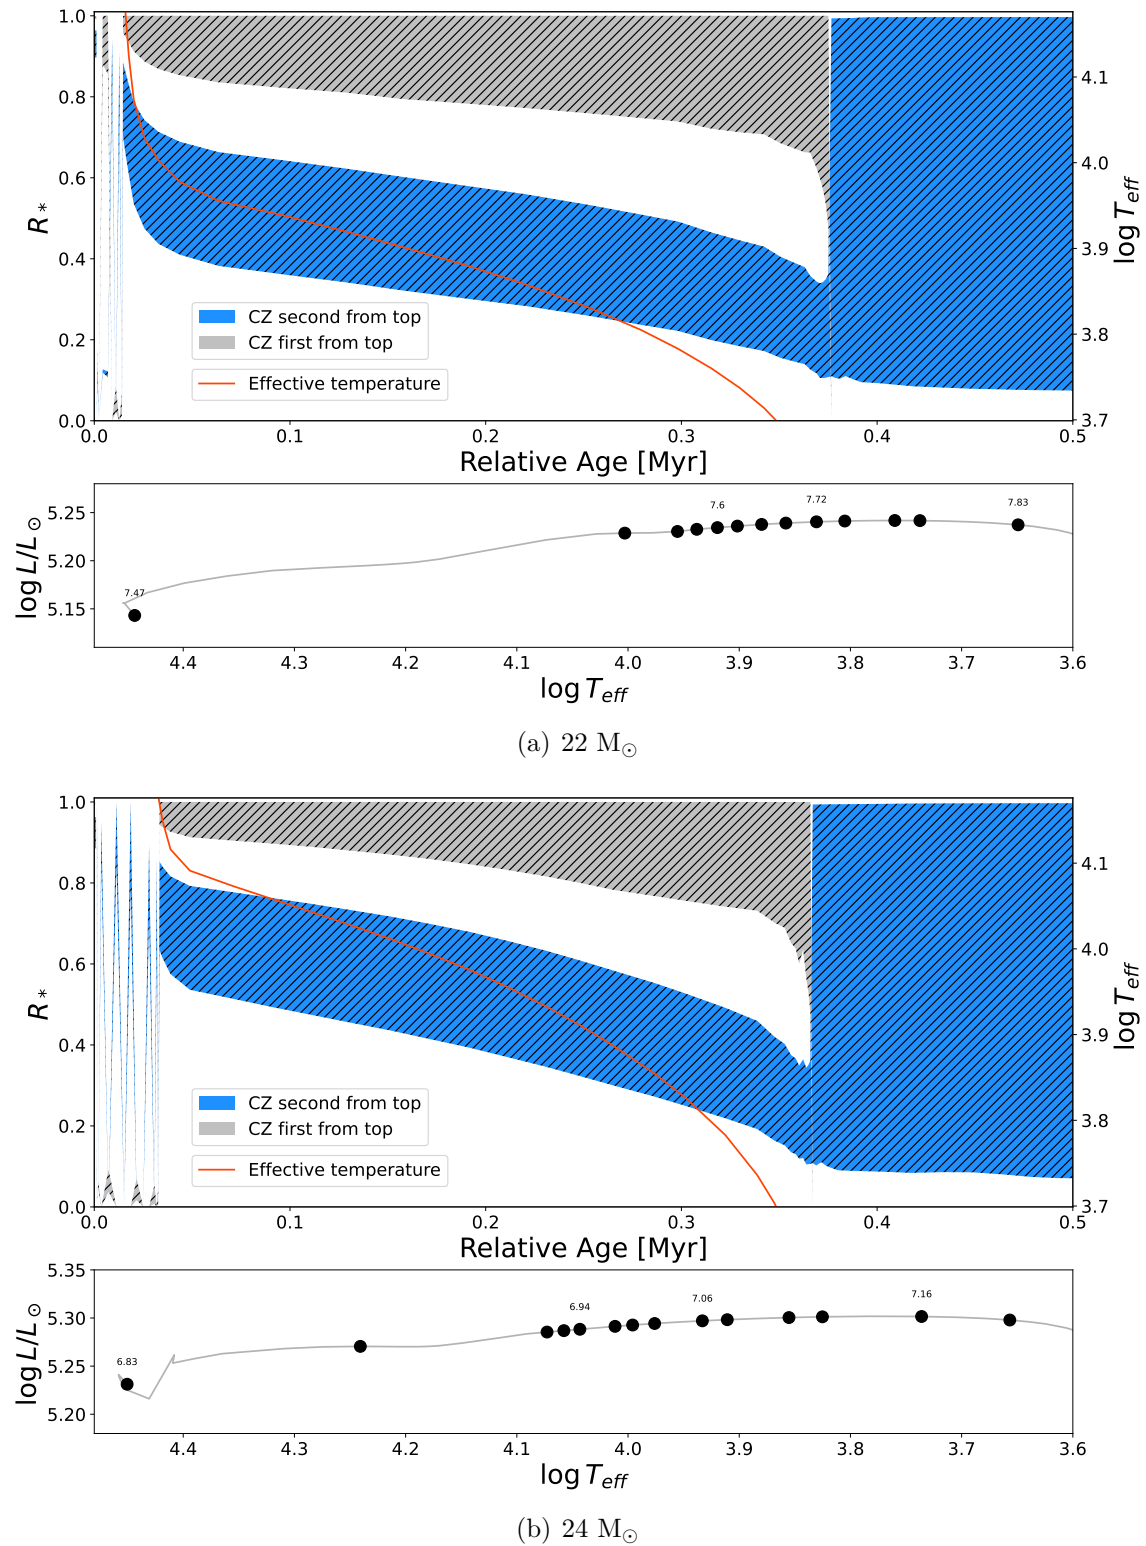 1.0
0.8
0.6
0.4
0.2
0.0
R*
4.1
4.0
3.9
3.8
3.7
log Teff
CZ second from top
CZ first from top
Effective temperature
0.0 0.1 0.2 0.3 0.4 0.5
Relative Age [Myr]
5.25
5.20
5.15
log L/L⊙
7.47 7.6 7.72 7.83
4.4 4.3 4.2 4.1 4.0 3.9 3.8 3.7 3.6
log Teff
(a) 22 M⊙
1.0
0.8
0.6
0.4
0.2
0.0
R*
4.1
4.0
3.9
3.8
3.7
log Teff
CZ second from top
CZ first from top
Effective temperature
0.0 0.1 0.2 0.3 0.4 0.5
Relative Age [Myr]
5.35
5.30
5.25
5.20
log L/L⊙
6.83 6.94 7.06 7.16
4.4 4.3 4.2 4.1 4.0 3.9 3.8 3.7 3.6
log Teff
(b) 24 M⊙